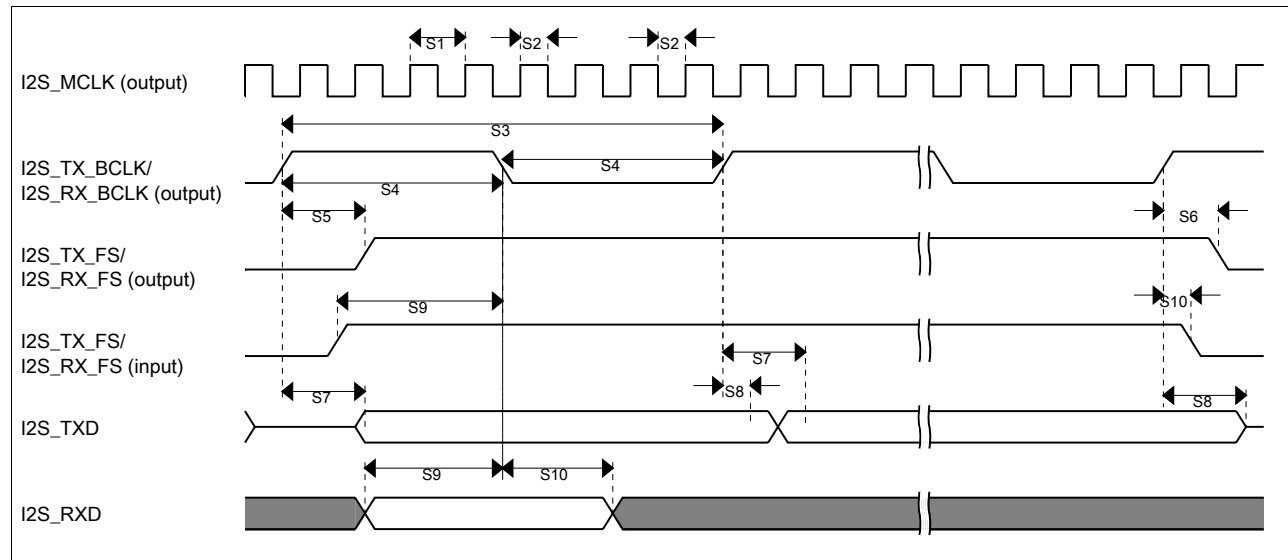 S1
S2
S2
I2S_MCLK (output)
S3
I2S_TX_BCLK/
I2S_RX_BCLK (output)
S4
S4
S5
S6
I2S_TX_FS/
I2S_RX_FS (output)
S9
S10
I2S_TX_FS/
I2S_RX_FS (input)
S7
S7
S8
S8
I2S_TXD
S9
S10
I2S_RXD